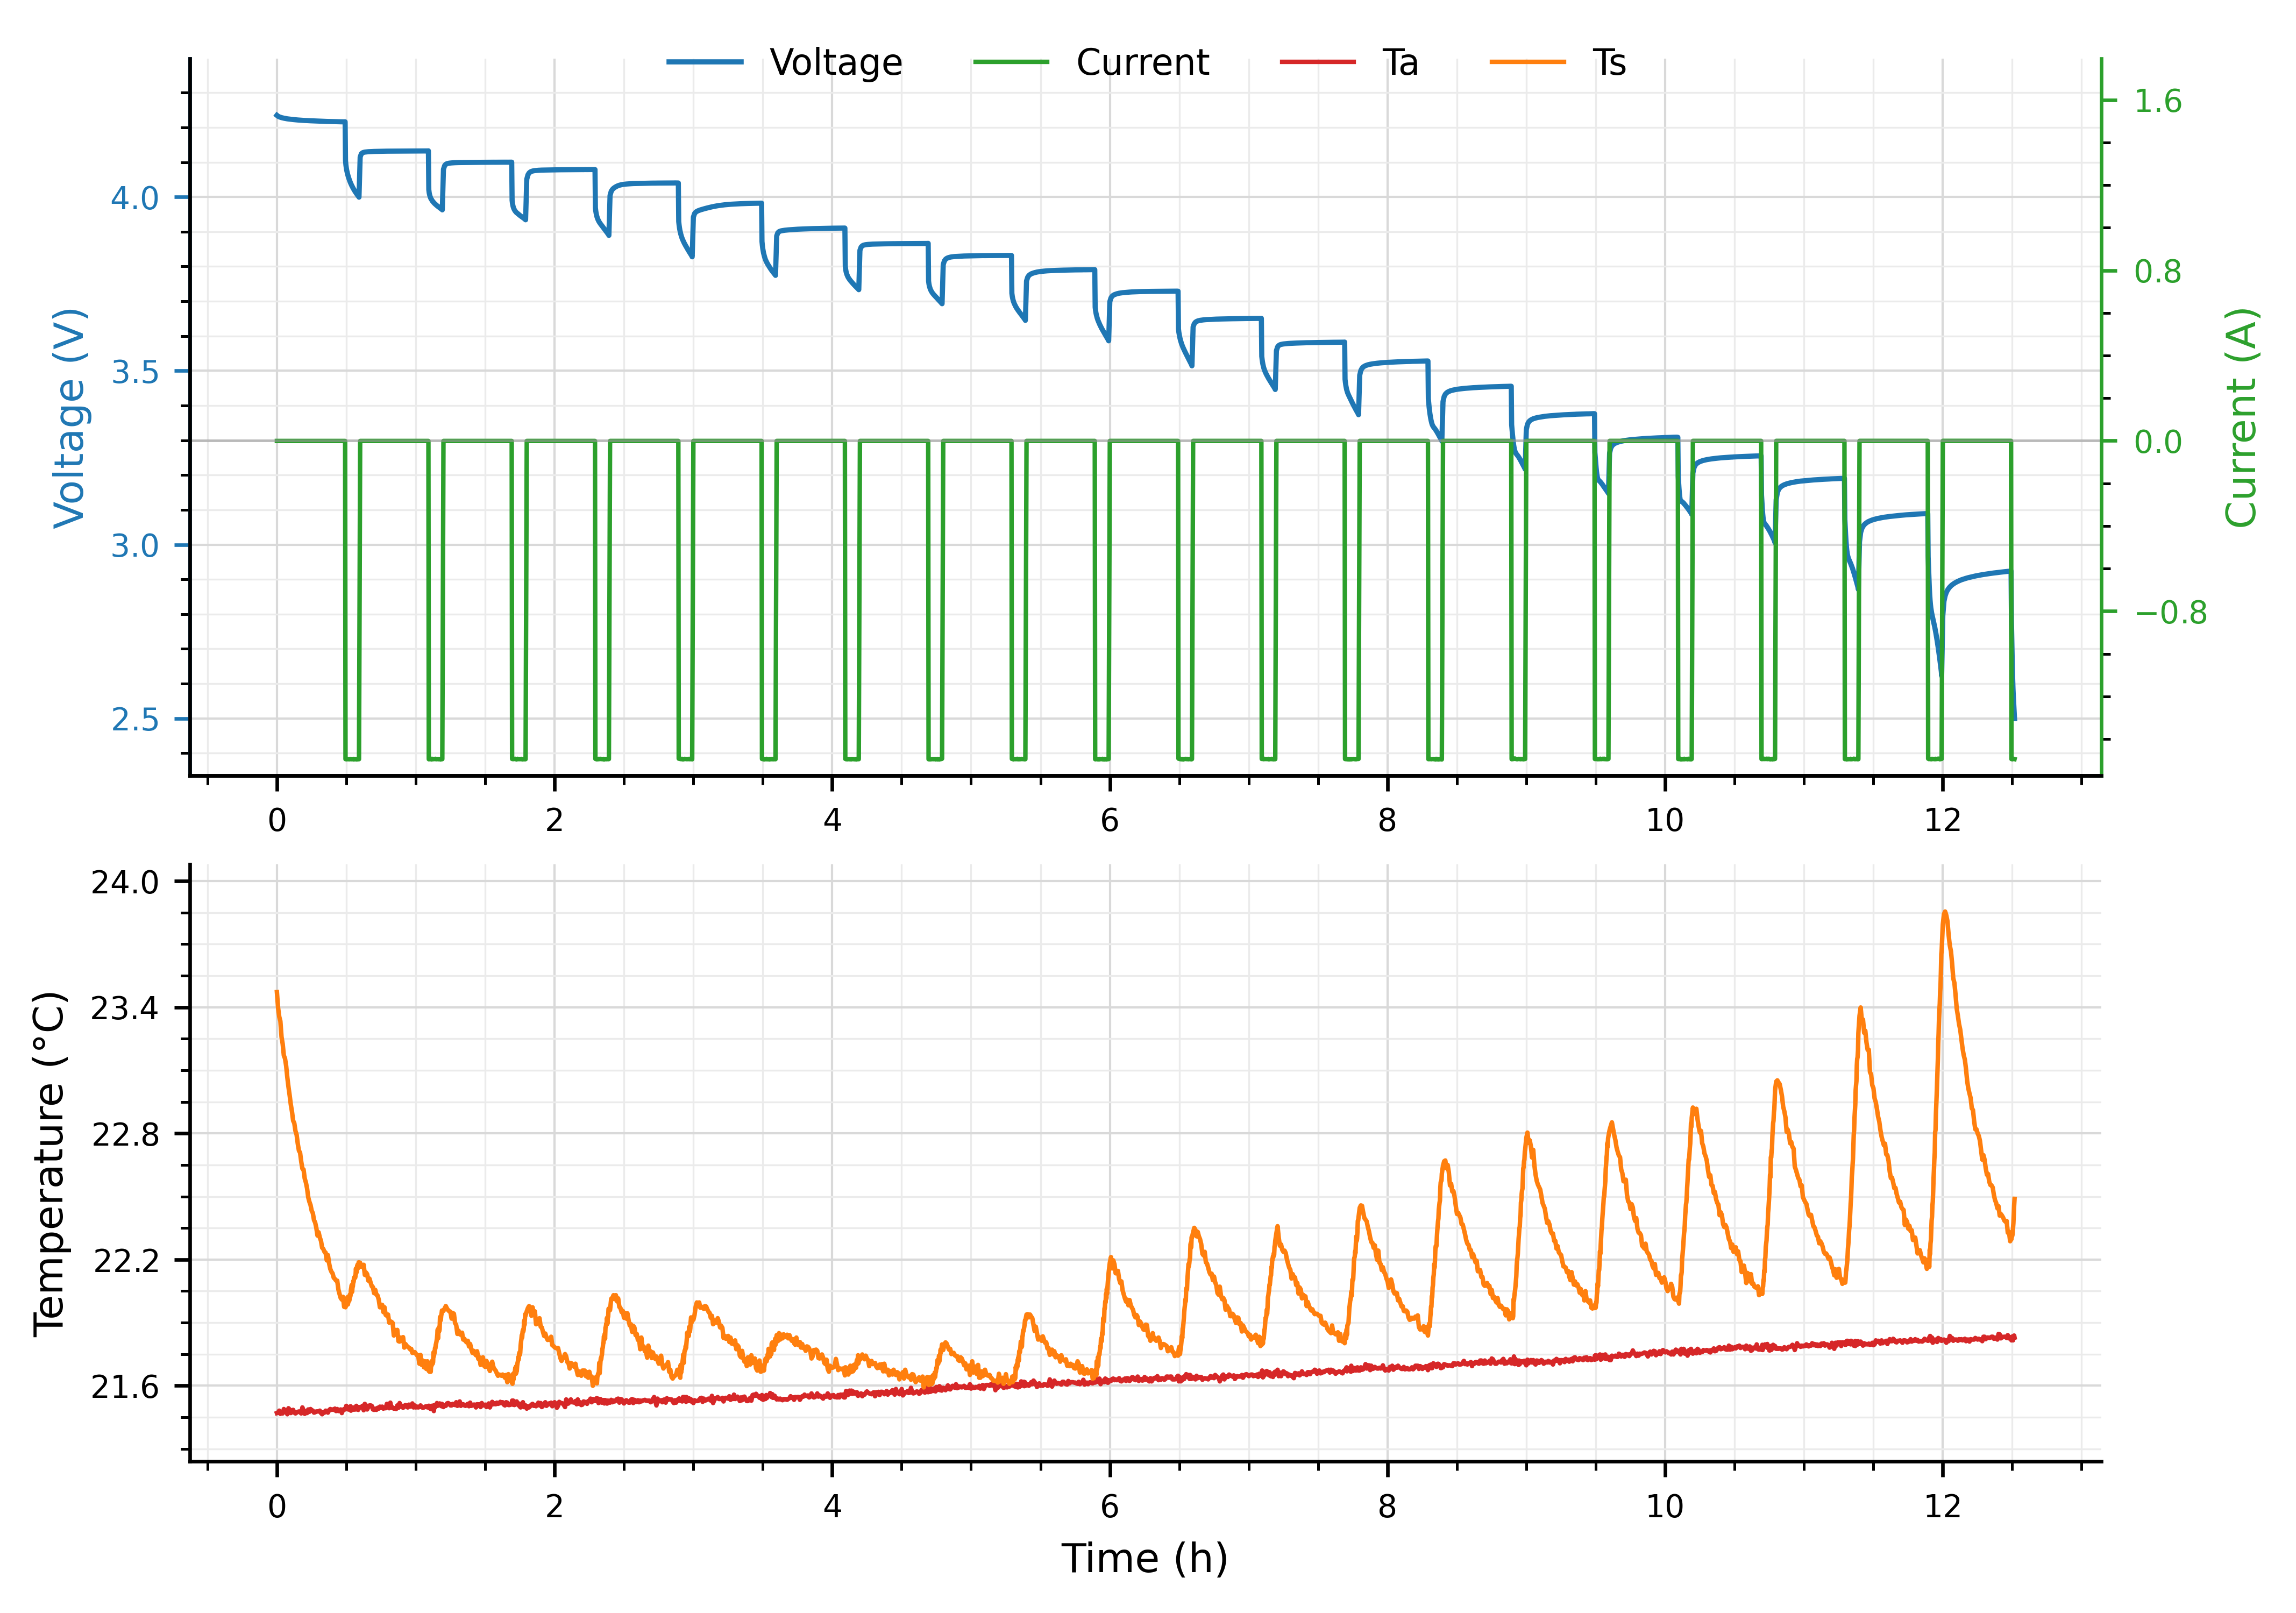 Voltage Current Ta Ts
Voltage (V)
4.0
3.5
3.0
2.5
1.6
0.8
0.0
−0.8
Current (A)
0 2 4 6 8 10 12
Temperature (°C)
24.0
23.4
22.8
22.2
21.6
0 2 4 6 8 10 12
Time (h)